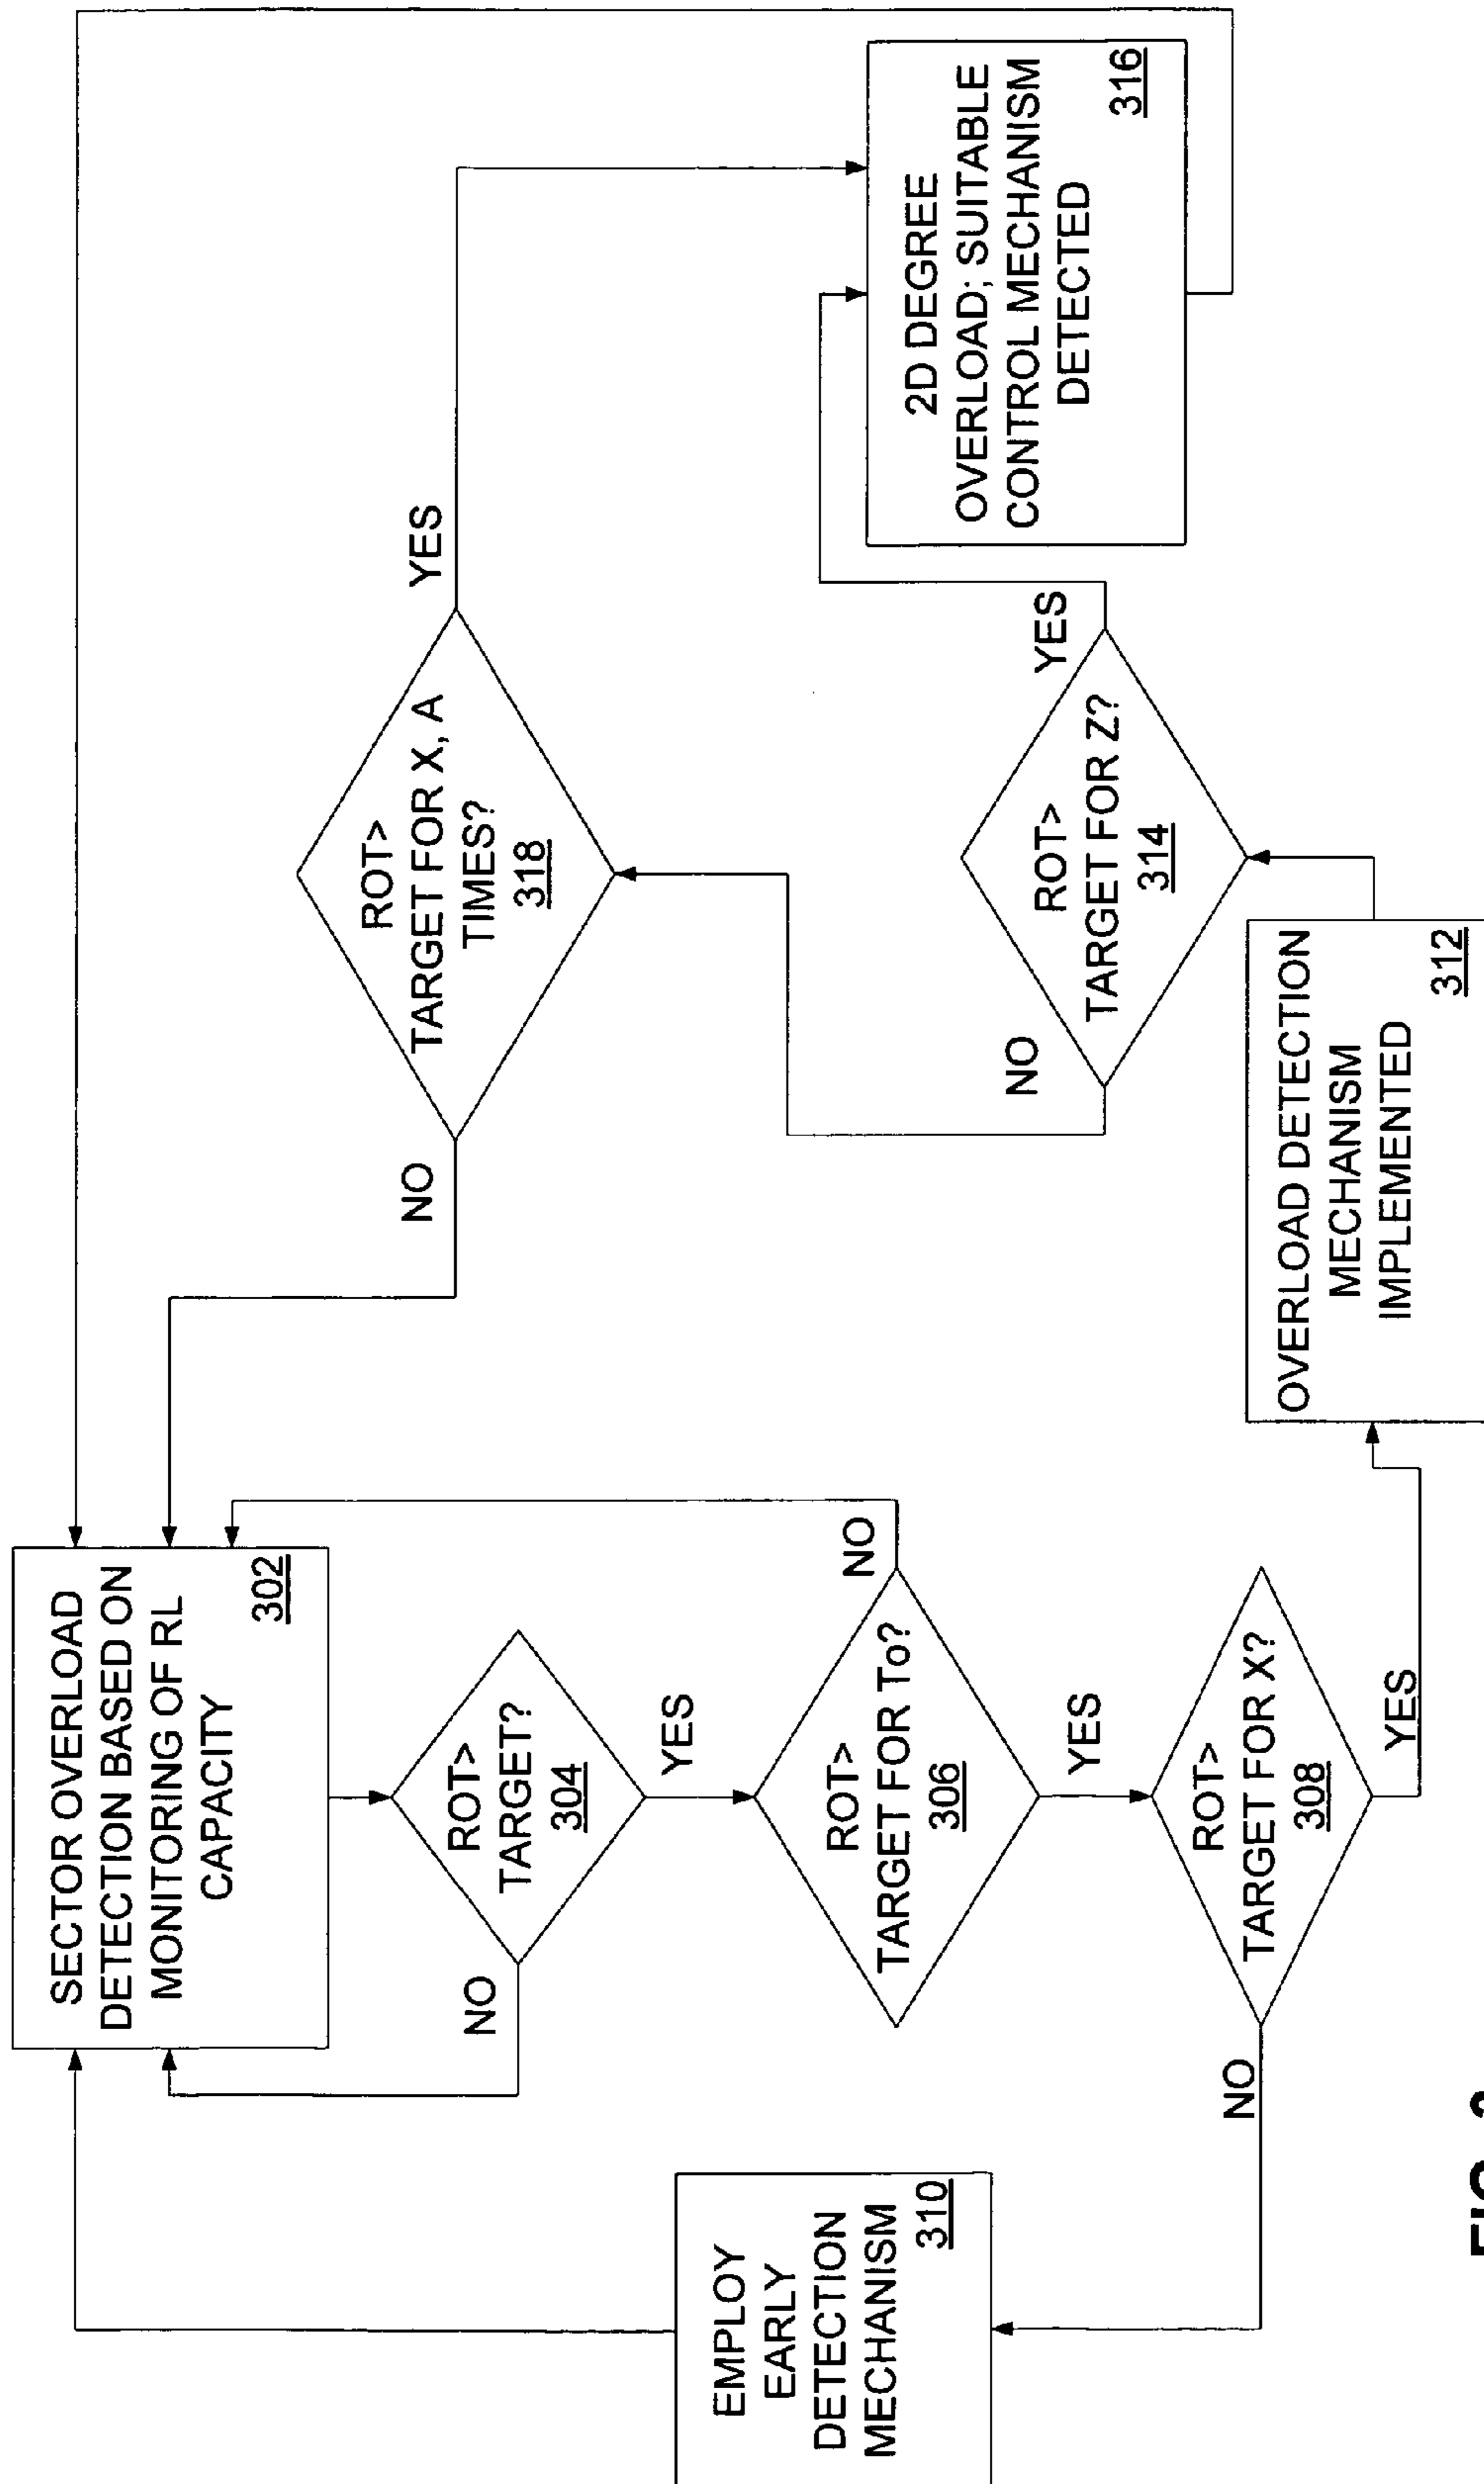 SECTOR OVERLOAD
DETECTION BASED ON
MONITORING OF RL
CAPACITY
302
ROT>
TARGET?
304
NO
YES
ROT>
TARGET FOR To?
306
NO
YES
ROT>
TARGET FOR X?
308
NO
YES
EMPLOY
EARLY
DETECTION
MECHANISM
310
OVERLOAD DETECTION
MECHANISM
IMPLEMENTED
312
ROT>
TARGET FOR Z?
314
NO
YES
ROT>
TARGET FOR X, A
TIMES?
318
NO
YES
2D DEGREE
OVERLOAD; SUITABLE
CONTROL MECHANISM
DETECTED
316
FIG.